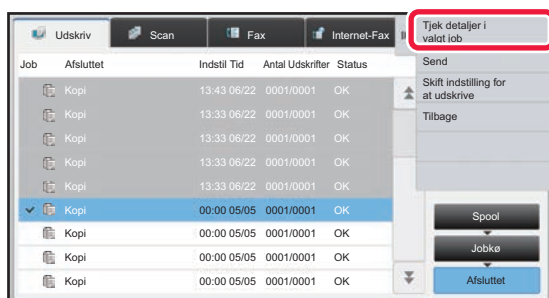 Udskriv Scan Fax Internet-Fax
Job Afsluttet Indstil Tid Antal Udskrifter Status
Kopi 13:43 06/22 0001/0001 OK
Kopi 13:33 06/22 0001/0001 OK
Kopi 13:33 06/22 0001/0001 OK
Kopi 13:33 06/22 0001/0001 OK
Kopi 13:33 06/22 0001/0001 OK
Kopi 00:00 05/05 0001/0001 OK
Kopi 00:00 05/05 0001/0001 OK
Kopi 00:00 05/05 0001/0001 OK
Kopi 00:00 05/05 0001/0001 OK
Tjek detaljer i
valgt job
Send
Skift indstilling for
at udskrive
Tilbage
Spool
Jobkø
Afsluttet